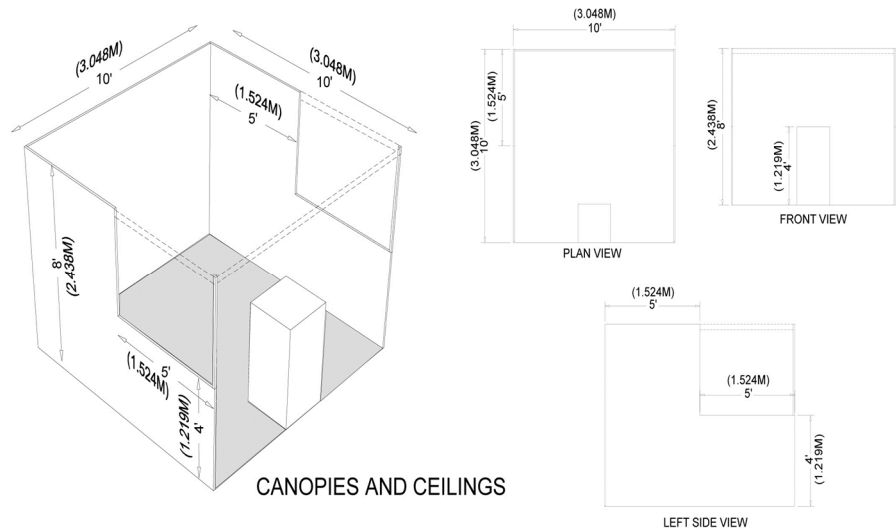 (3.048M)
10'
(3.048M)
10'
(1.524M)
5'
8'
(2.438M)
5'
(1.524M)
4'
(1.219M)
CANOPIES AND CEILINGS
(3.048M)
10'
(1.524M)
5'
(3.048M)
10'
PLAN VIEW
(2.438M)
8'
(1.219M)
4'
FRONT VIEW
(1.524M)
5'
(1.524M)
5'
4'
(1.219M)
LEFT SIDE VIEW